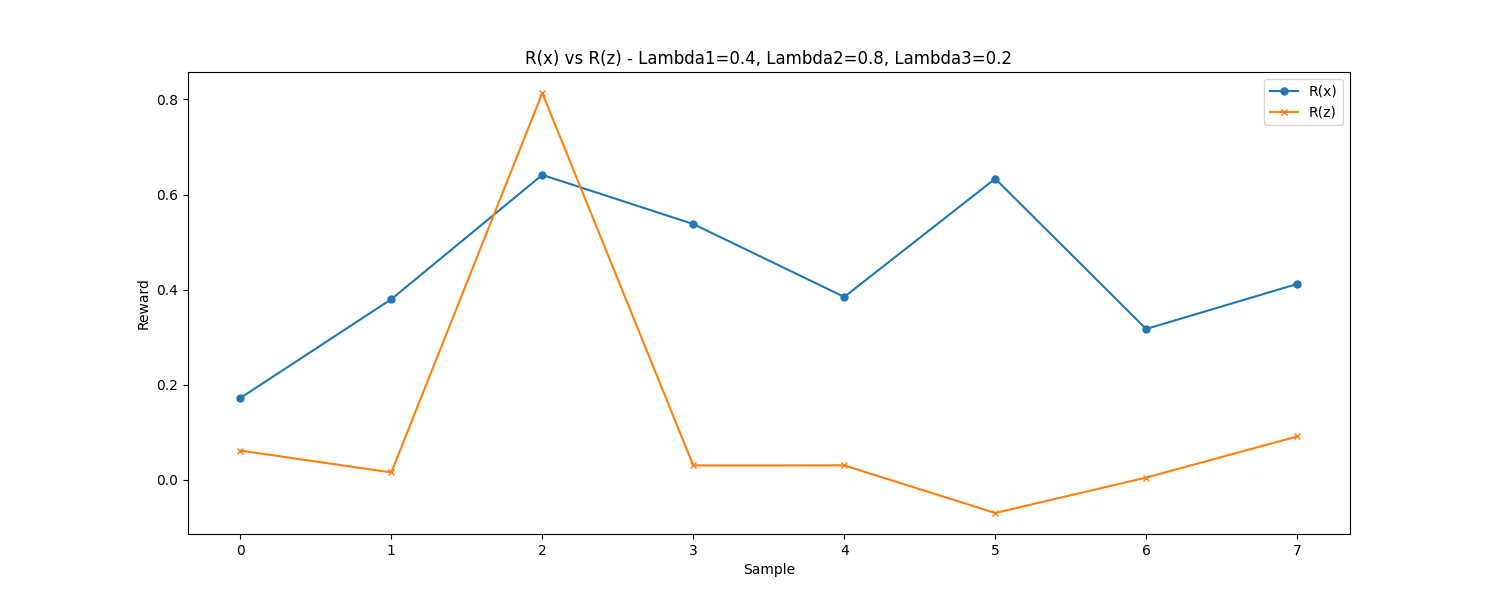 R(x) vs R(z) - Lambda1=0.4, Lambda2=0.8, Lambda3=0.2
R(x)
R(z)
0.8
0.6
0.4
0.2
0.0
Reward
0 1 2 3 4 5 6 7
Sample